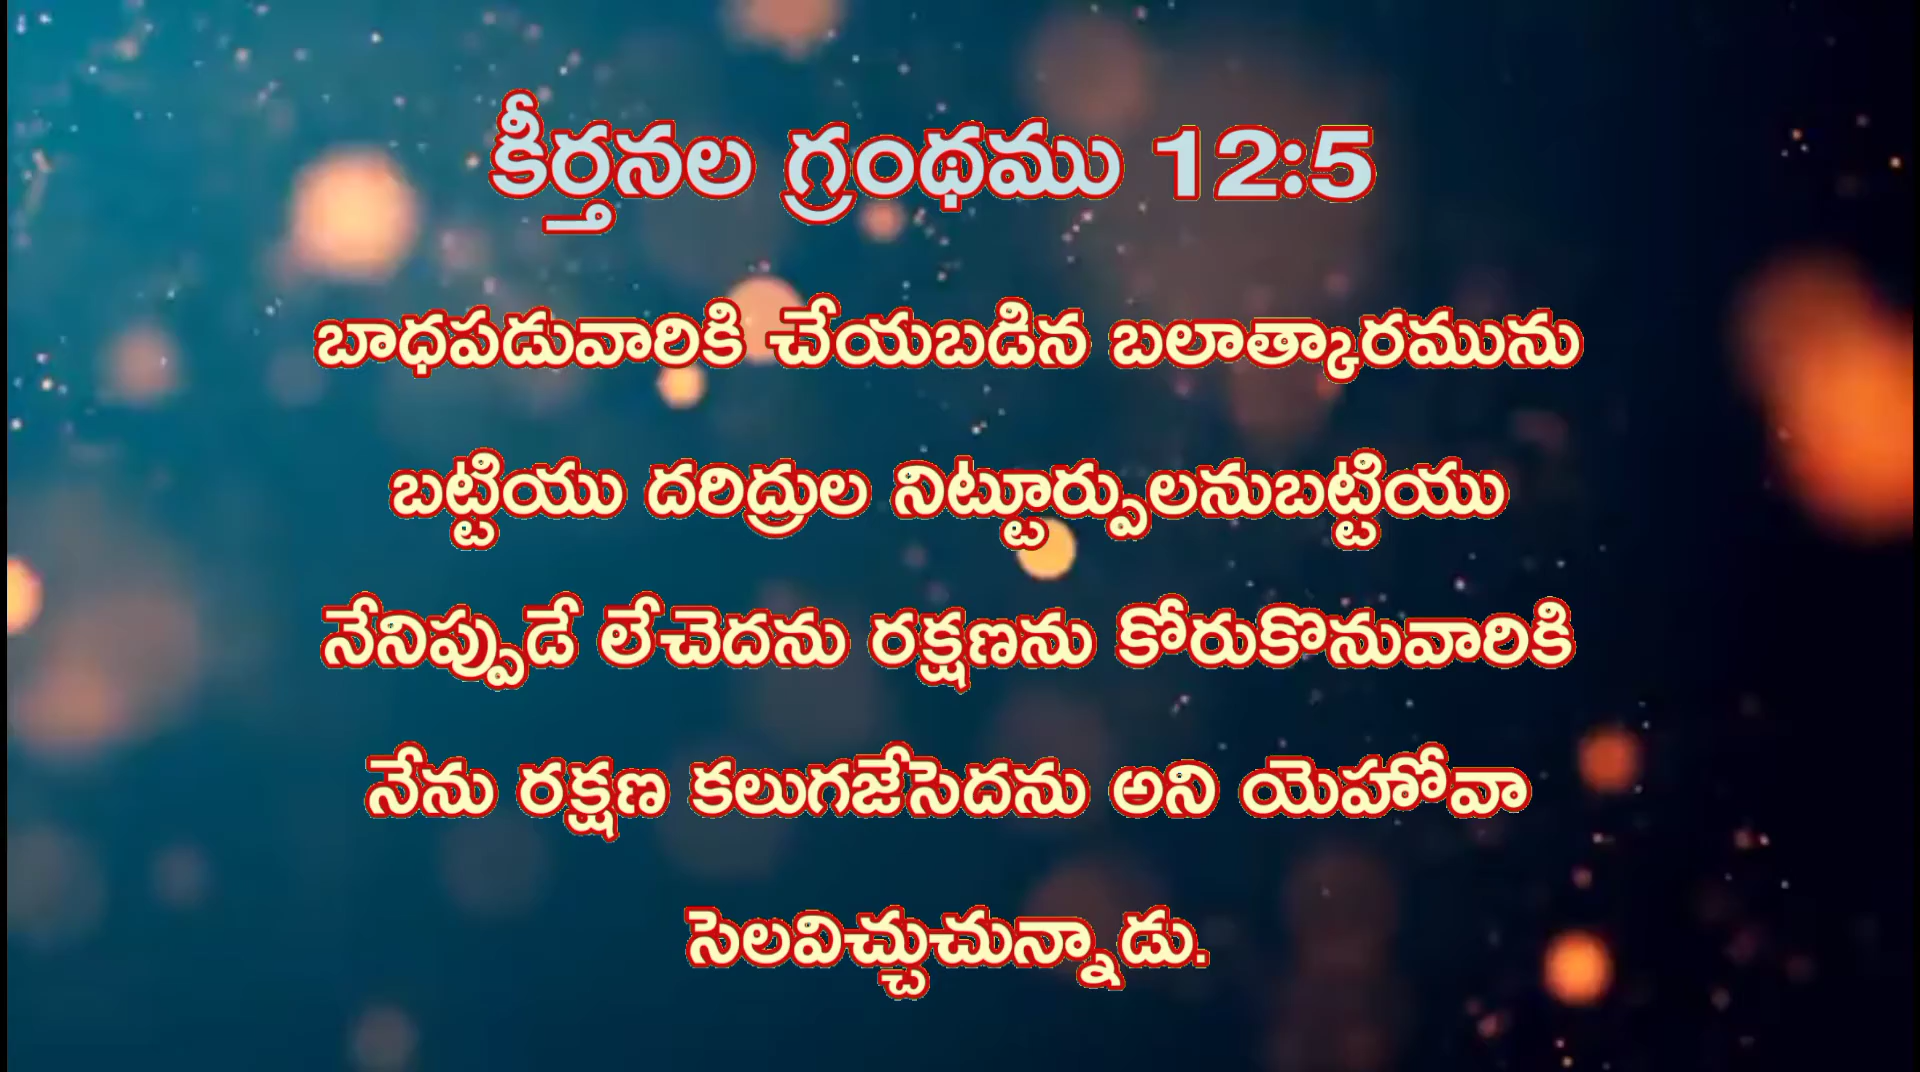 కీర్తనల గ్రంథము 12:5
బాధపడువారికి చేయబడిన బలాత్కారమును
బట్టియు దరిద్రుల నిట్టూర్పులనుబట్టియు
నేనిప్పుడే లేచెదను రక్షణను కోరుకొనువారికి
నేను రక్షణ కలుగజేసెదను అని యెహోవా
సెలవిచ్చుచున్నాడు.